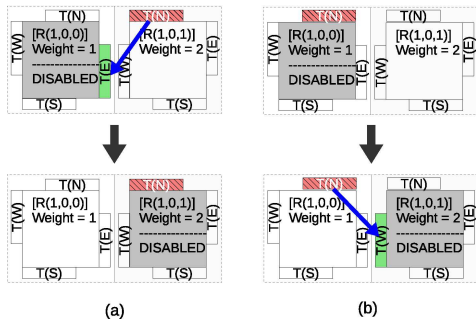 T(N)
T(N)
T(W)
[R(1,0,0)]
Weight = 1
DISABLED
T(E)
T(W)
[R(1,0,1)]
Weight = 2
T(E)
T(S)
T(S)
T(N)
T(N)
T(W)
[R(1,0,0)]
Weight = 1
T(E)
T(W)
[R(1,0,1)]
Weight = 2
DISABLED
T(E)
T(S)
T(S)
(a)
T(N)
T(N)
T(W)
[R(1,0,0)]
Weight = 1
DISABLED
T(E)
T(W)
[R(1,0,1)]
Weight = 2
T(E)
T(S)
T(S)
T(N)
T(N)
T(W)
[R(1,0,0)]
Weight = 1
T(E)
T(W)
[R(1,0,1)]
Weight = 2
DISABLED
T(E)
T(S)
T(S)
(b)